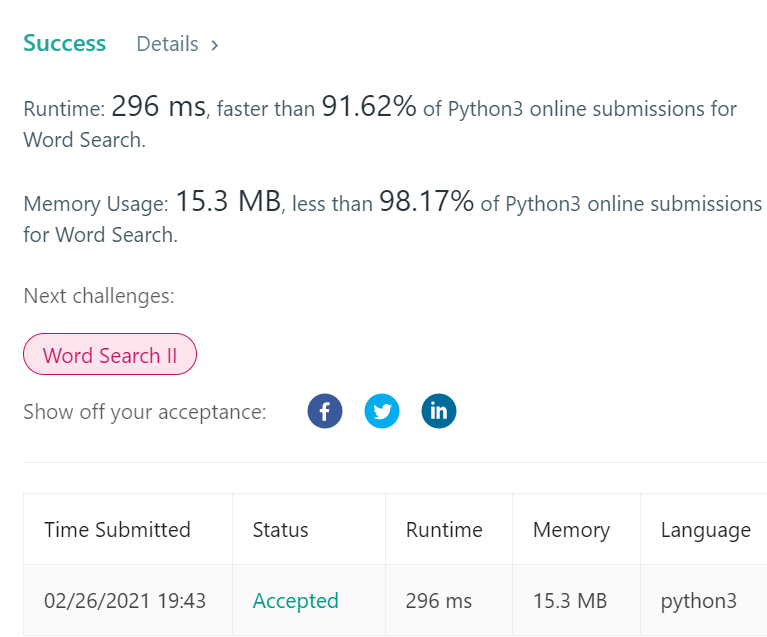 Success Details >
Runtime: 296 ms, faster than 91.62% of Python3 online submissions for
Word Search.
Memory Usage: 15.3 MB, less than 98.17% of Python3 online submissions
for Word Search.
Next challenges:
Word Search II
Show off your acceptance: f in
Time Submitted Status Runtime Memory Language
02/26/2021 19:43 Accepted 296 ms 15.3 MB python3